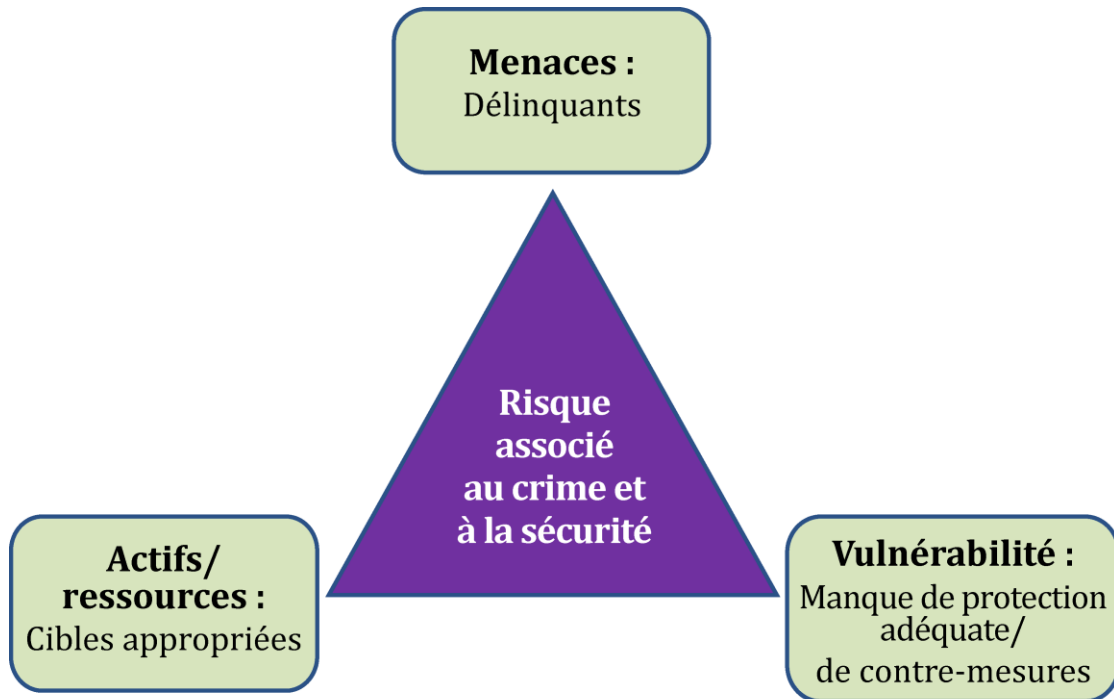 Menaces :
Délinquants
Risque
associé
au crime et
à la sécurité
Actifs/
ressources :
Cibles appropriées
Vulnérabilité :
Manque de protection
adéquate/
de contre-mesures